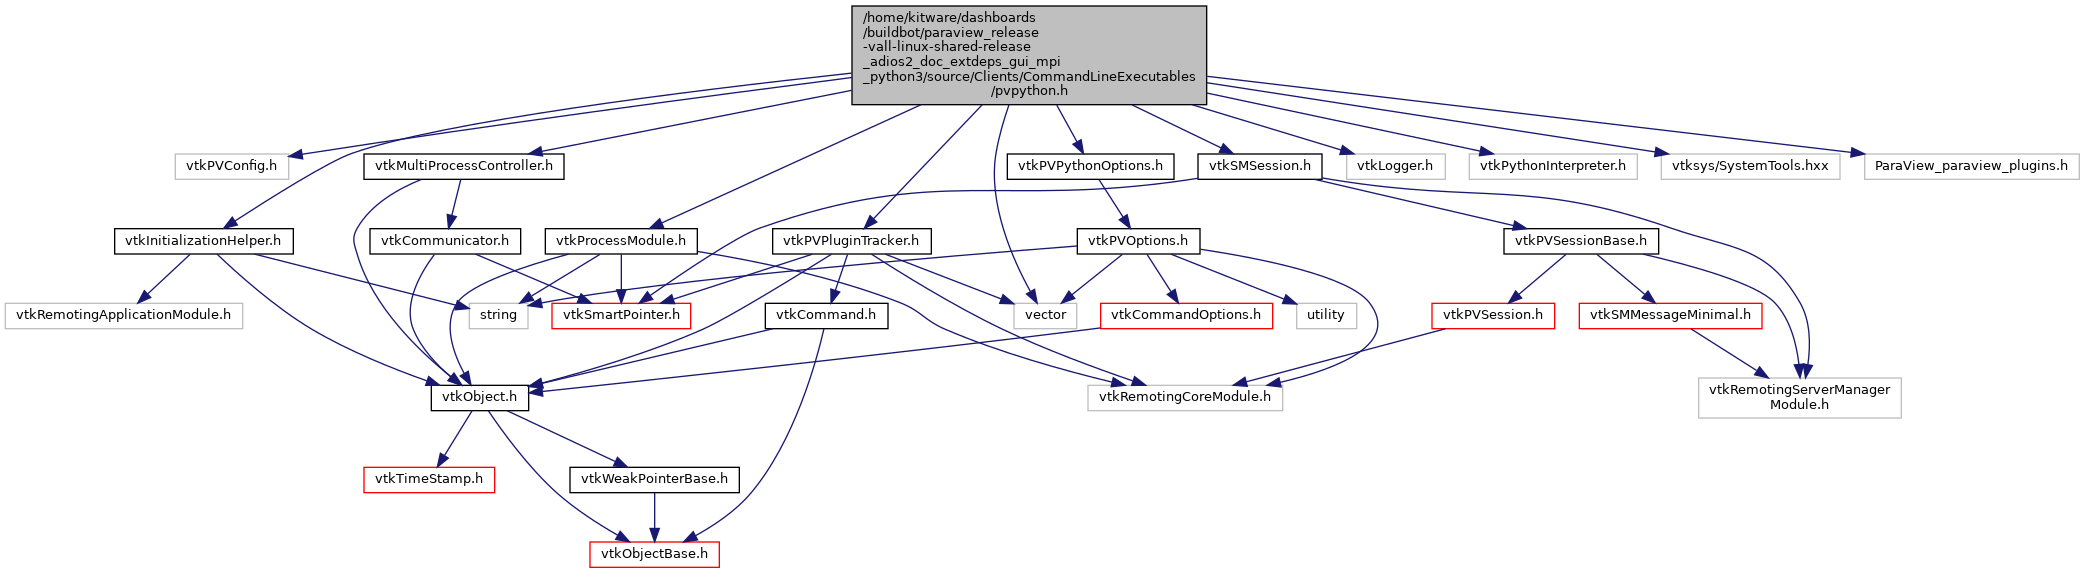 /home/kitware/dashboards
/buildbot/paraview_release
-vall-linux-shared-release
_adios2_doc_extdeps_gui_mpi
_python3/source/Clients/CommandLineExecutables
/pvpython.h
vtkPVConfig.h
vtkMultiProcessController.h
vtkPVPythonOptions.h
vtkSMSession.h
vtkLogger.h
vtkPythonInterpreter.h
vtksys/SystemTools.hxx
ParaView_paraview_plugins.h
vtkInitializationHelper.h
vtkCommunicator.h
vtkProcessModule.h
vtkPVPluginTracker.h
vtkPVOptions.h
vtkPVSessionBase.h
vtkRemotingApplicationModule.h
string
vtkSmartPointer.h
vtkCommand.h
vector
vtkCommandOptions.h
utility
vtkPVSession.h
vtkSMMessageMinimal.h
vtkObject.h
vtkRemotingCoreModule.h
vtkRemotingServerManager
Module.h
vtkTimeStamp.h
vtkWeakPointerBase.h
vtkObjectBase.h